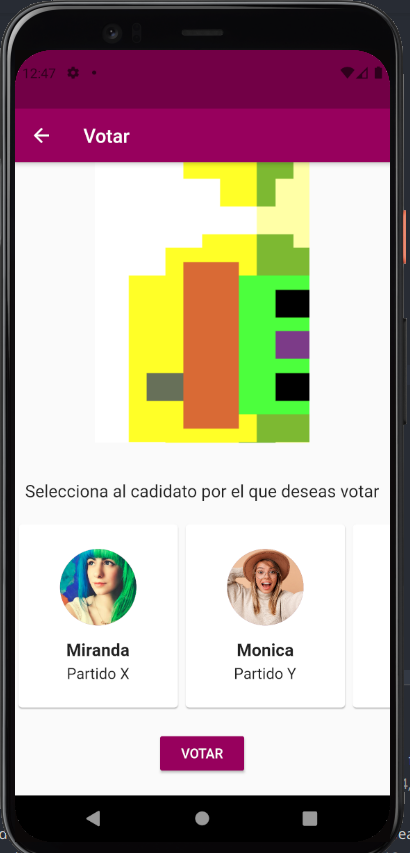 12:47
Votar
Selecciona al cadidato por el que deseas votar
Miranda
Partido X
Monica
Partido Y
VOTAR